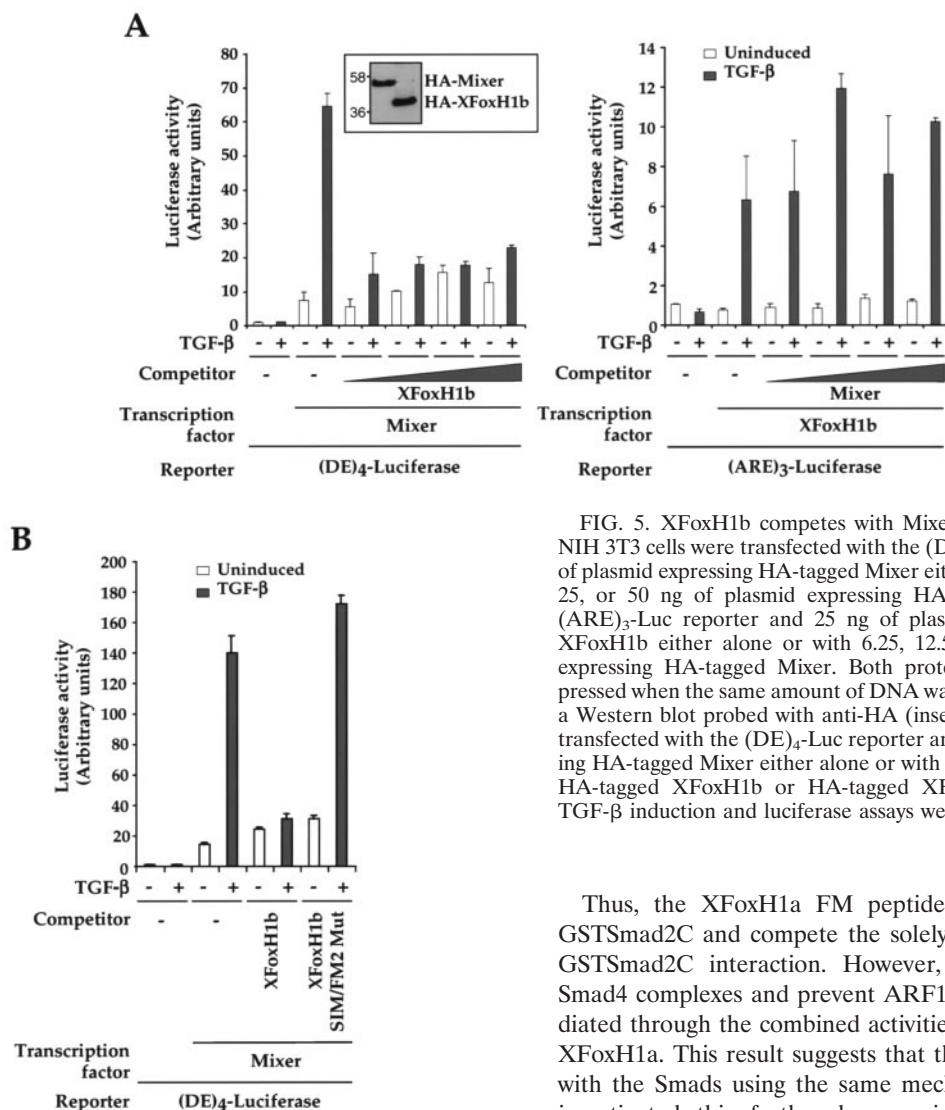 A
Luciferase activity
(Arbitrary units)
80
70
60
50
40
30
20
10
0
58
36
HA-Mixer
HA-XFoxH1b
TGF-β - + - + - + - + - + - +
Competitor - -
XFoxH1b
Transcription
factor
Mixer
Reporter (DE)4-Luciferase
Luciferase activity
(Arbitrary units)
14
12
10
8
6
4
2
0
Uninduced
TGF-β
TGF-β - + - + - + - + - + - +
Competitor - -
Mixer
Transcription
factor
XFoxH1b
Reporter (ARE)3-Luciferase
B
Luciferase activity
(Arbitrary units)
200
180
160
140
120
100
80
60
40
20
0
Uninduced
TGF-β
TGF-β - + - + - + - +
Competitor - -
XFoxH1b
XFoxH1b
SIM/FM2 Mut
Transcription
factor
Mixer
Reporter (DE)4-Luciferase
FIG. 5. XFoxH1b competes with Mixe
NIH 3T3 cells were transfected with the (D
of plasmid expressing HA-tagged Mixer eit
25, or 50 ng of plasmid expressing HA
(ARE)3-Luc reporter and 25 ng of plas
XFoxH1b either alone or with 6.25, 12.5
expressing HA-tagged Mixer. Both prot
pressed when the same amount of DNA wa
a Western blot probed with anti-HA (inse
transfected with the (DE)4-Luc reporter an
ing HA-tagged Mixer either alone or with
HA-tagged XFoxH1b or HA-tagged XF
TGF-β induction and luciferase assays we
Thus, the XFoxH1a FM peptide
GSTSmad2C and compete the solely
GSTSmad2C interaction. However,
Smad4 complexes and prevent ARF1
diated through the combined activitie
XFoxH1a. This result suggests that th
with the Smads using the same mec